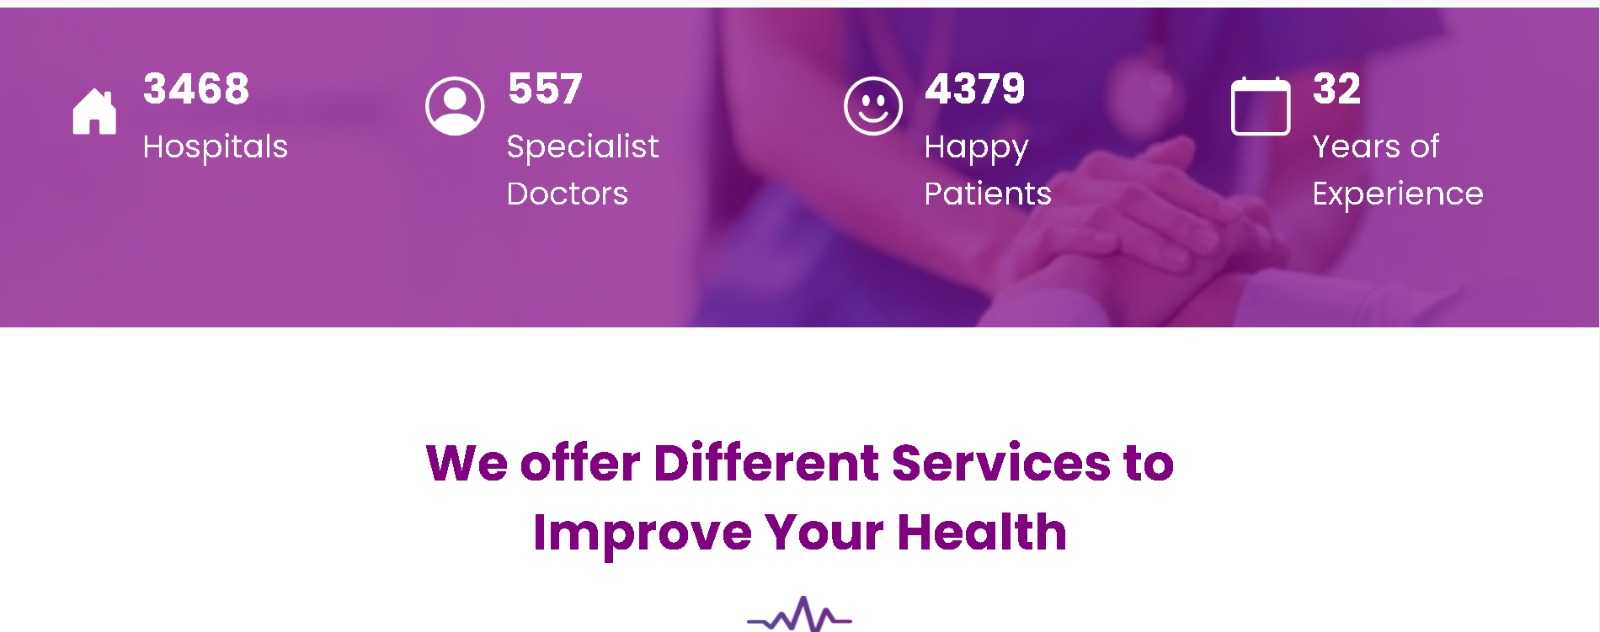 3468
Hospitals
557
Specialist
Doctors
4379
Happy
Patients
32
Years of
Experience
We offer Different Services to
Improve Your Health